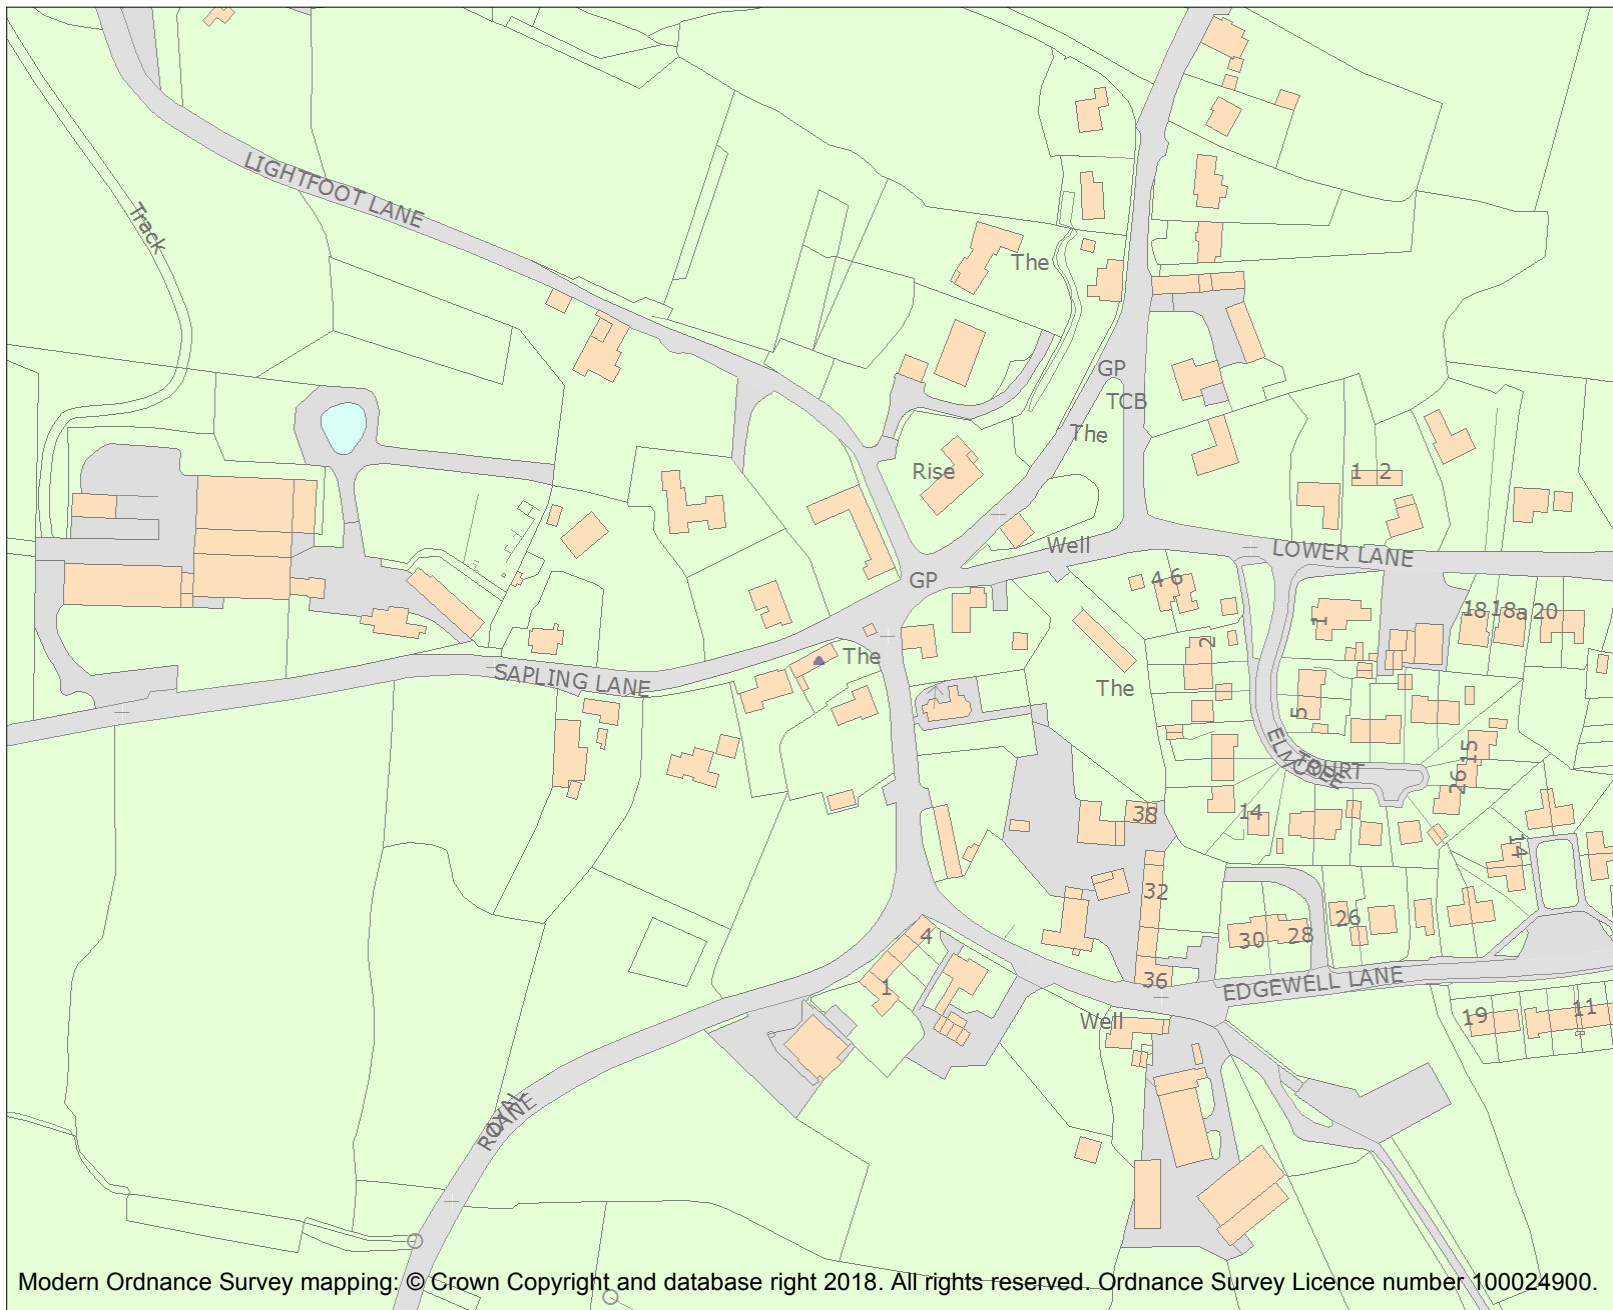 LIGHTFOOT LANE
Track
The
GP
TCB
The
Rise
1 2
Well
LOWER LANE
GP
4 6
18 18a 20
1
2
The
SAPLING LANE
The
5
ELM
COURT
15
26
38
14
14
32
26
4
30
28
1
36
EDGEWELL LANE
Well
19
11
LANE
Modern Ordnance Survey mapping: © Crown Copyright and database right 2018. All rights reserved. Ordnance Survey Licence number 100024900.